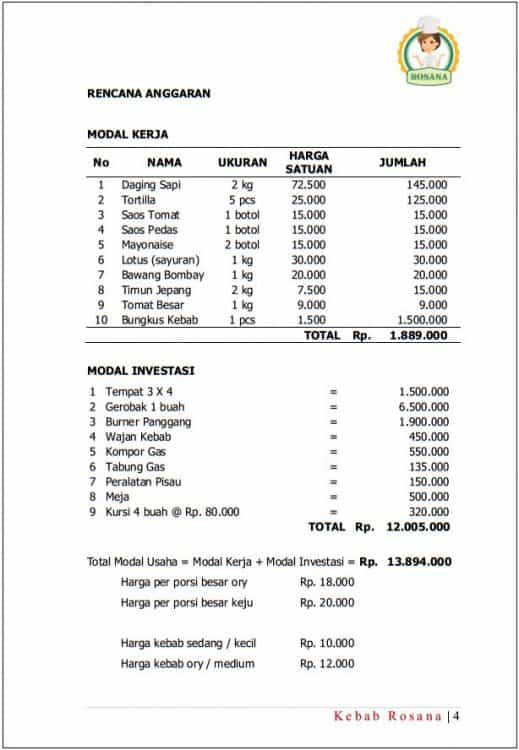 ROSANA
RENCANA ANGGARAN
MODAL KERJA
No NAMA UKURAN HARGA SATUAN JUMLAH
1 Daging Sapi 2 kg 72.500 145.000
2 Tortilla 5 pcs 25.000 125.000
3 Saos Tomat 1 botol 15.000 15.000
4 Saos Pedas 1 botol 15.000 15.000
5 Mayonaise 2 botol 15.000 15.000
6 Lotus (sayuran) 1 kg 30.000 30.000
7 Bawang Bombay 1 kg 20.000 20.000
8 Timun Jepang 2 kg 7.500 15.000
9 Tomat Besar 1 kg 9.000 9.000
10 Bungkus Kebab 1 pcs 1.500 1.500.000
TOTAL Rp. 1.889.000
MODAL INVESTASI
1 Tempat 3 X 4 = 1.500.000
2 Gerobak 1 buah = 6.500.000
3 Burner Panggang = 1.900.000
4 Wajan Kebab = 450.000
5 Kompor Gas = 550.000
6 Tabung Gas = 135.000
7 Peralatan Pisau = 150.000
8 Meja = 500.000
9 Kursi 4 buah @ Rp. 80.000 = 320.000
TOTAL Rp. 12.005.000
Total Modal Usaha = Modal Kerja + Modal Investasi = Rp. 13.894.000
Harga per porsi besar ory Rp. 18.000
Harga per porsi besar keju Rp. 20.000
Harga kebab sedang / kecil Rp. 10.000
Harga kebab ory / medium Rp. 12.000
Kebab Rosana | 4